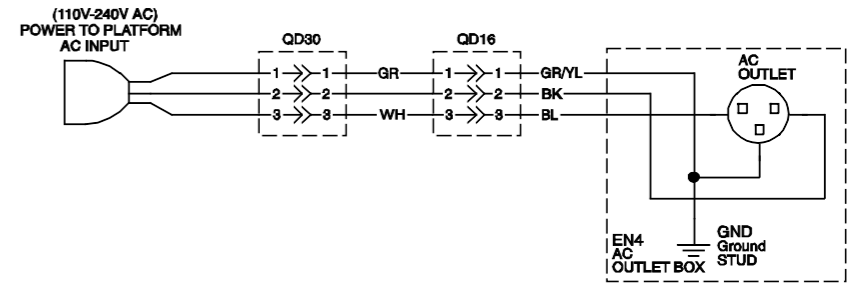 (110V-240V AC)
POWER TO PLATFORM
AC INPUT
QD30
QD16
1 1 GR 1 1 GR/YL
2 2 2 2 BK
3 3 WH 3 3 BL
AC
OUTLET
EN4
AC
OUTLET BOX
GND
Ground
STUD